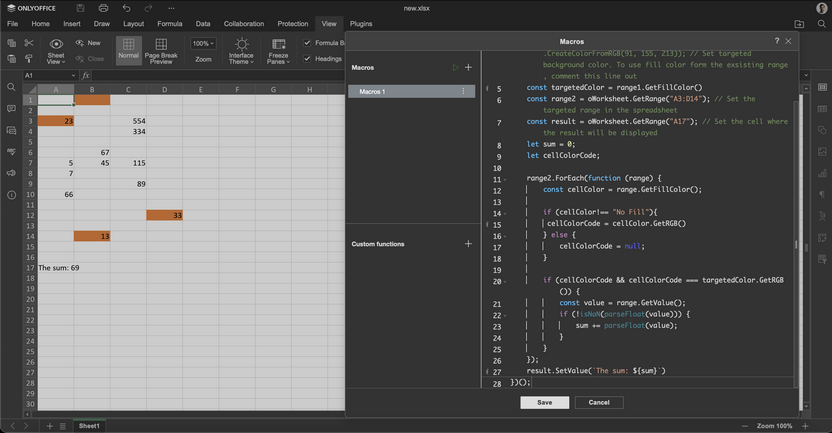 ONLYOFFICE
new.xlsx
File Home Insert Draw Layout Formula Data Collaboration Protection View Plugins
Sheet View
New
Close
Normal
Page Break Preview
100%
Zoom
Interface Theme
Freeze Panes
Formula Ba
Headings
A1
fx
A B C D E F G H
1
2
3 23 554
4 334
5
6 67
7 5 45 115
8 7
9 89
10 66
11
12 33
13
14 13
15
16
17 The sum: 69
18
19
20
21
22
23
24
25
26
27
28
29
30
Sheet1
Zoom 100%
Macros
?
Macros
Macros 1
Custom functions
.CreateColorFromRGB(91, 155, 213)); // Set targeted
background color. To use fill color form the exsisting range
, comment this line out
5 const targetedColor = range1.GetFillColor()
6 const range2 = oWorksheet.GetRange("A3:D14"); // Set the
targeted range in the spreadsheet
7 const result = oWorksheet.GetRange("A17"); // Set the cell where
the result will be displayed
8 let sum = 0;
9 let cellColorCode;
10
11 range2.ForEach(function (range) {
12 const cellColor = range.GetFillColor();
13
14 if (cellColor!== "No Fill"){
15 cellColorCode = cellColor.GetRGB()
16 } else {
17 cellColorCode = null;
18 }
19
20 if (cellColorCode && cellColorCode === targetedColor.GetRGB
()) {
21 const value = range.GetValue();
22 if (!isNaN(parseFloat(value))) {
23 sum += parseFloat(value);
24 }
25 }
26 });
27 result.SetValue(`The sum: ${sum}`)
28 })();
Save
Cancel